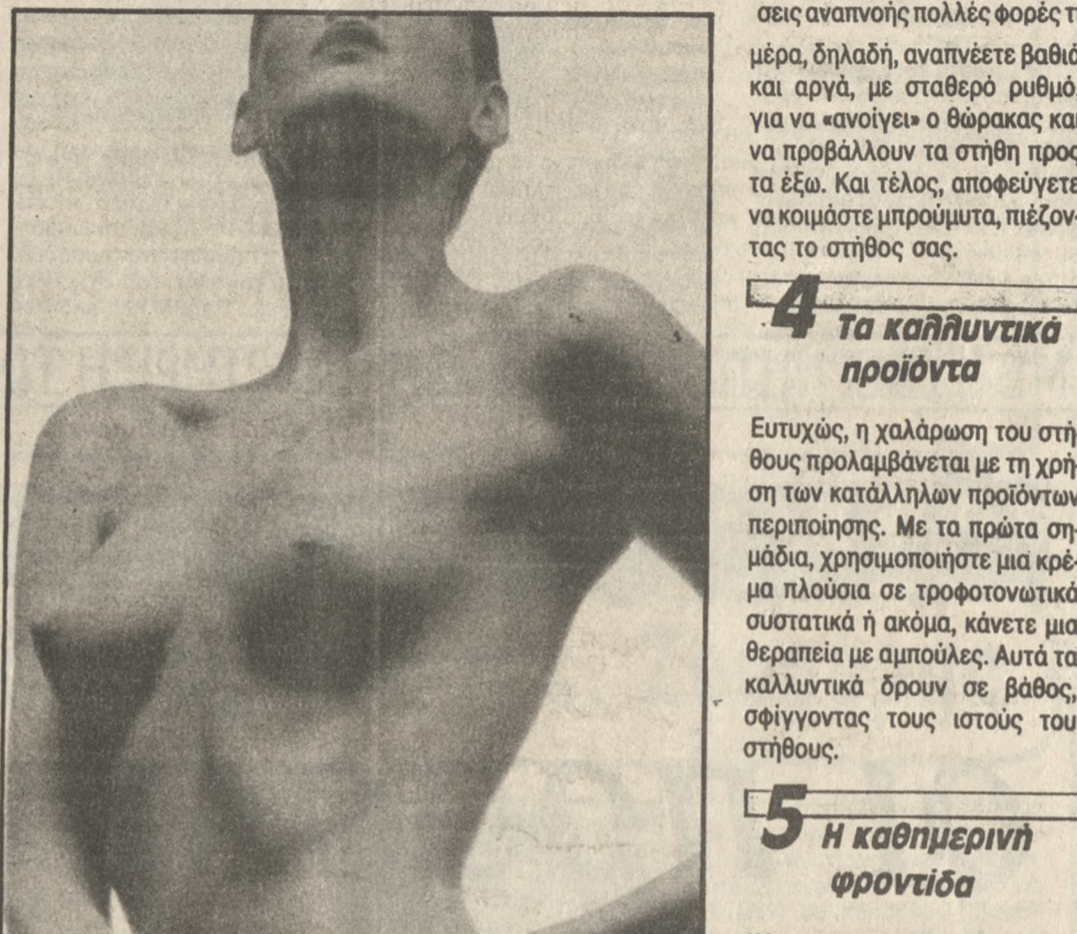 σεις αναπνοής πολλές φορές τ
μέρα, δηλαδή, αναπνέετε βαθιά
και αργά, με σταθερό ρυθμό,
για να «ανοίγει» ο θώρακας και
να προβάλλουν τα στήθη προς
τα έξω. Και τέλος, αποφεύγετε
να κοιμάστε μπρούμυτα, πιέζον-
τας το στήθος σας.
4 Τα καλλυντικά
προϊόντα
Ευτυχώς, η χαλάρωση του στή-
θους προλαμβάνεται με τη χρή-
ση των κατάλληλων προϊόντων
περιποίησης. Με τα πρώτα ση-
μάδια, χρησιμοποιήστε μια κρέ-
μα πλούσια σε τροφοτονωτικά
συστατικά ή ακόμα, κάνετε μια
θεραπεία με αμπούλες. Αυτά τα
καλλυντικά δρουν σε βάθος,
σφίγγοντας τους ιστούς του
στήθους.
5 Η καθημερινή
φροντίδα